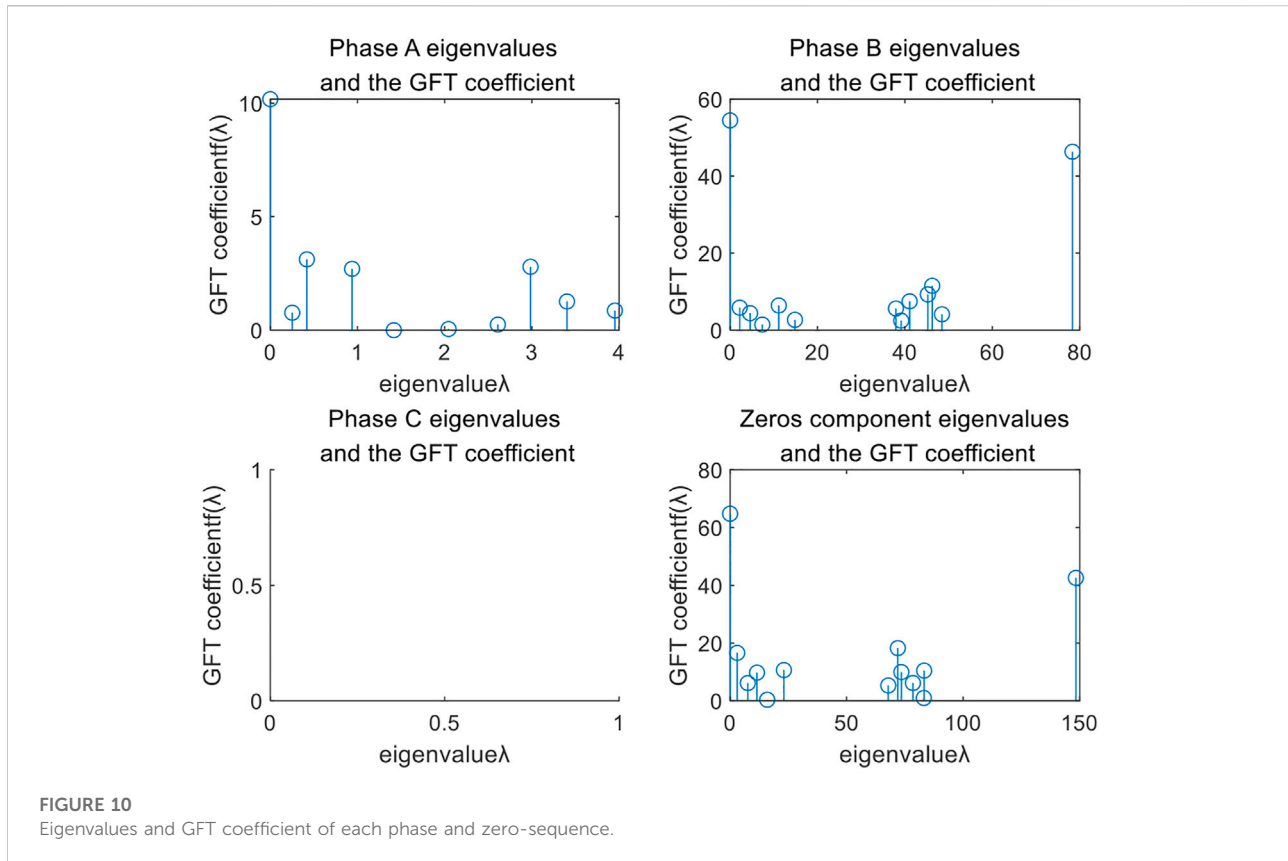 Phase A eigenvalues
and the GFT coefficient
10
5
0
GFT coefficientf(λ)
0 1 2 3 4
eigenvalueλ
Phase B eigenvalues
and the GFT coefficient
60
40
20
0
GFT coefficientf(λ)
0 20 40 60 80
eigenvalueλ
Phase C eigenvalues
and the GFT coefficient
1
0.5
0
GFT coefficientf(λ)
0 0.5 1
eigenvalueλ
Zeros component eigenvalues
and the GFT coefficient
80
60
40
20
0
GFT coefficientf(λ)
0 50 100 150
eigenvalueλ
FIGURE 10
Eigenvalues and GFT coefficient of each phase and zero-sequence.